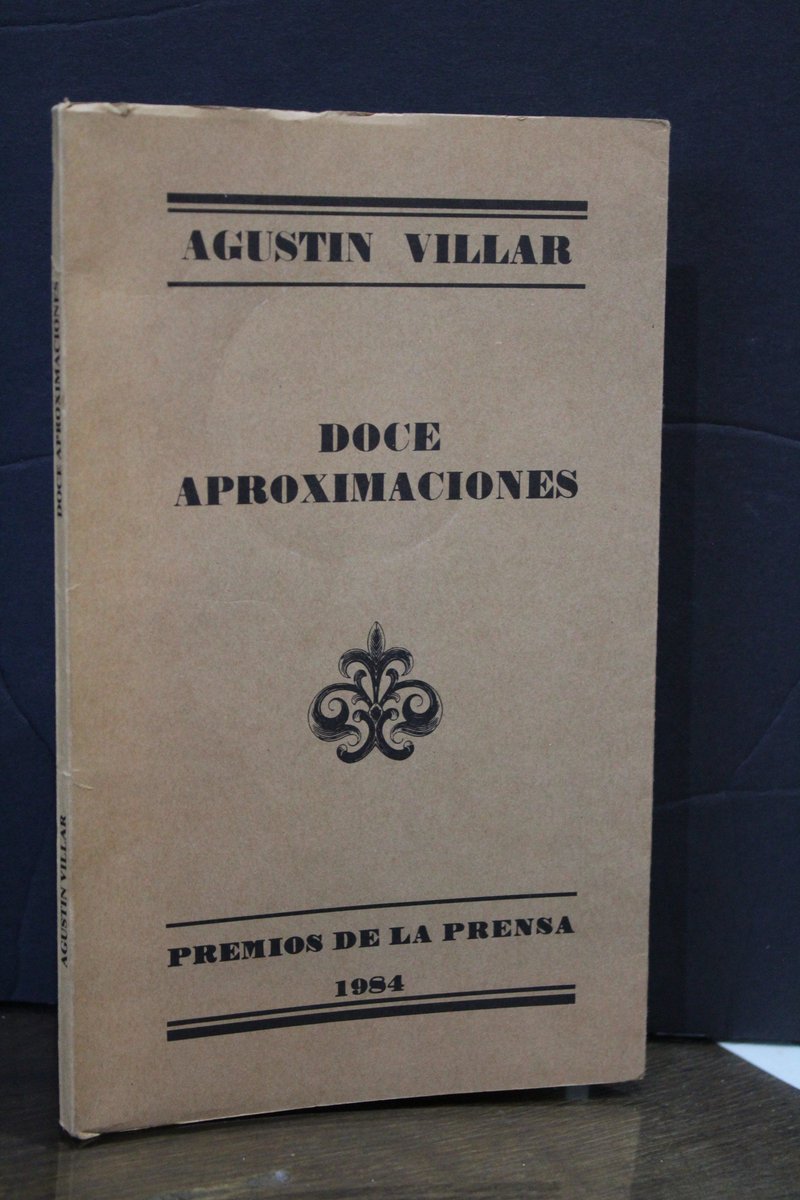 AGUSTIN VILLAR
DOCE
APROXIMACIONES
PREMIOS DE LA PRENSA
1984
DOCE APROXIMACIONES
AGUSTIN VILLAR